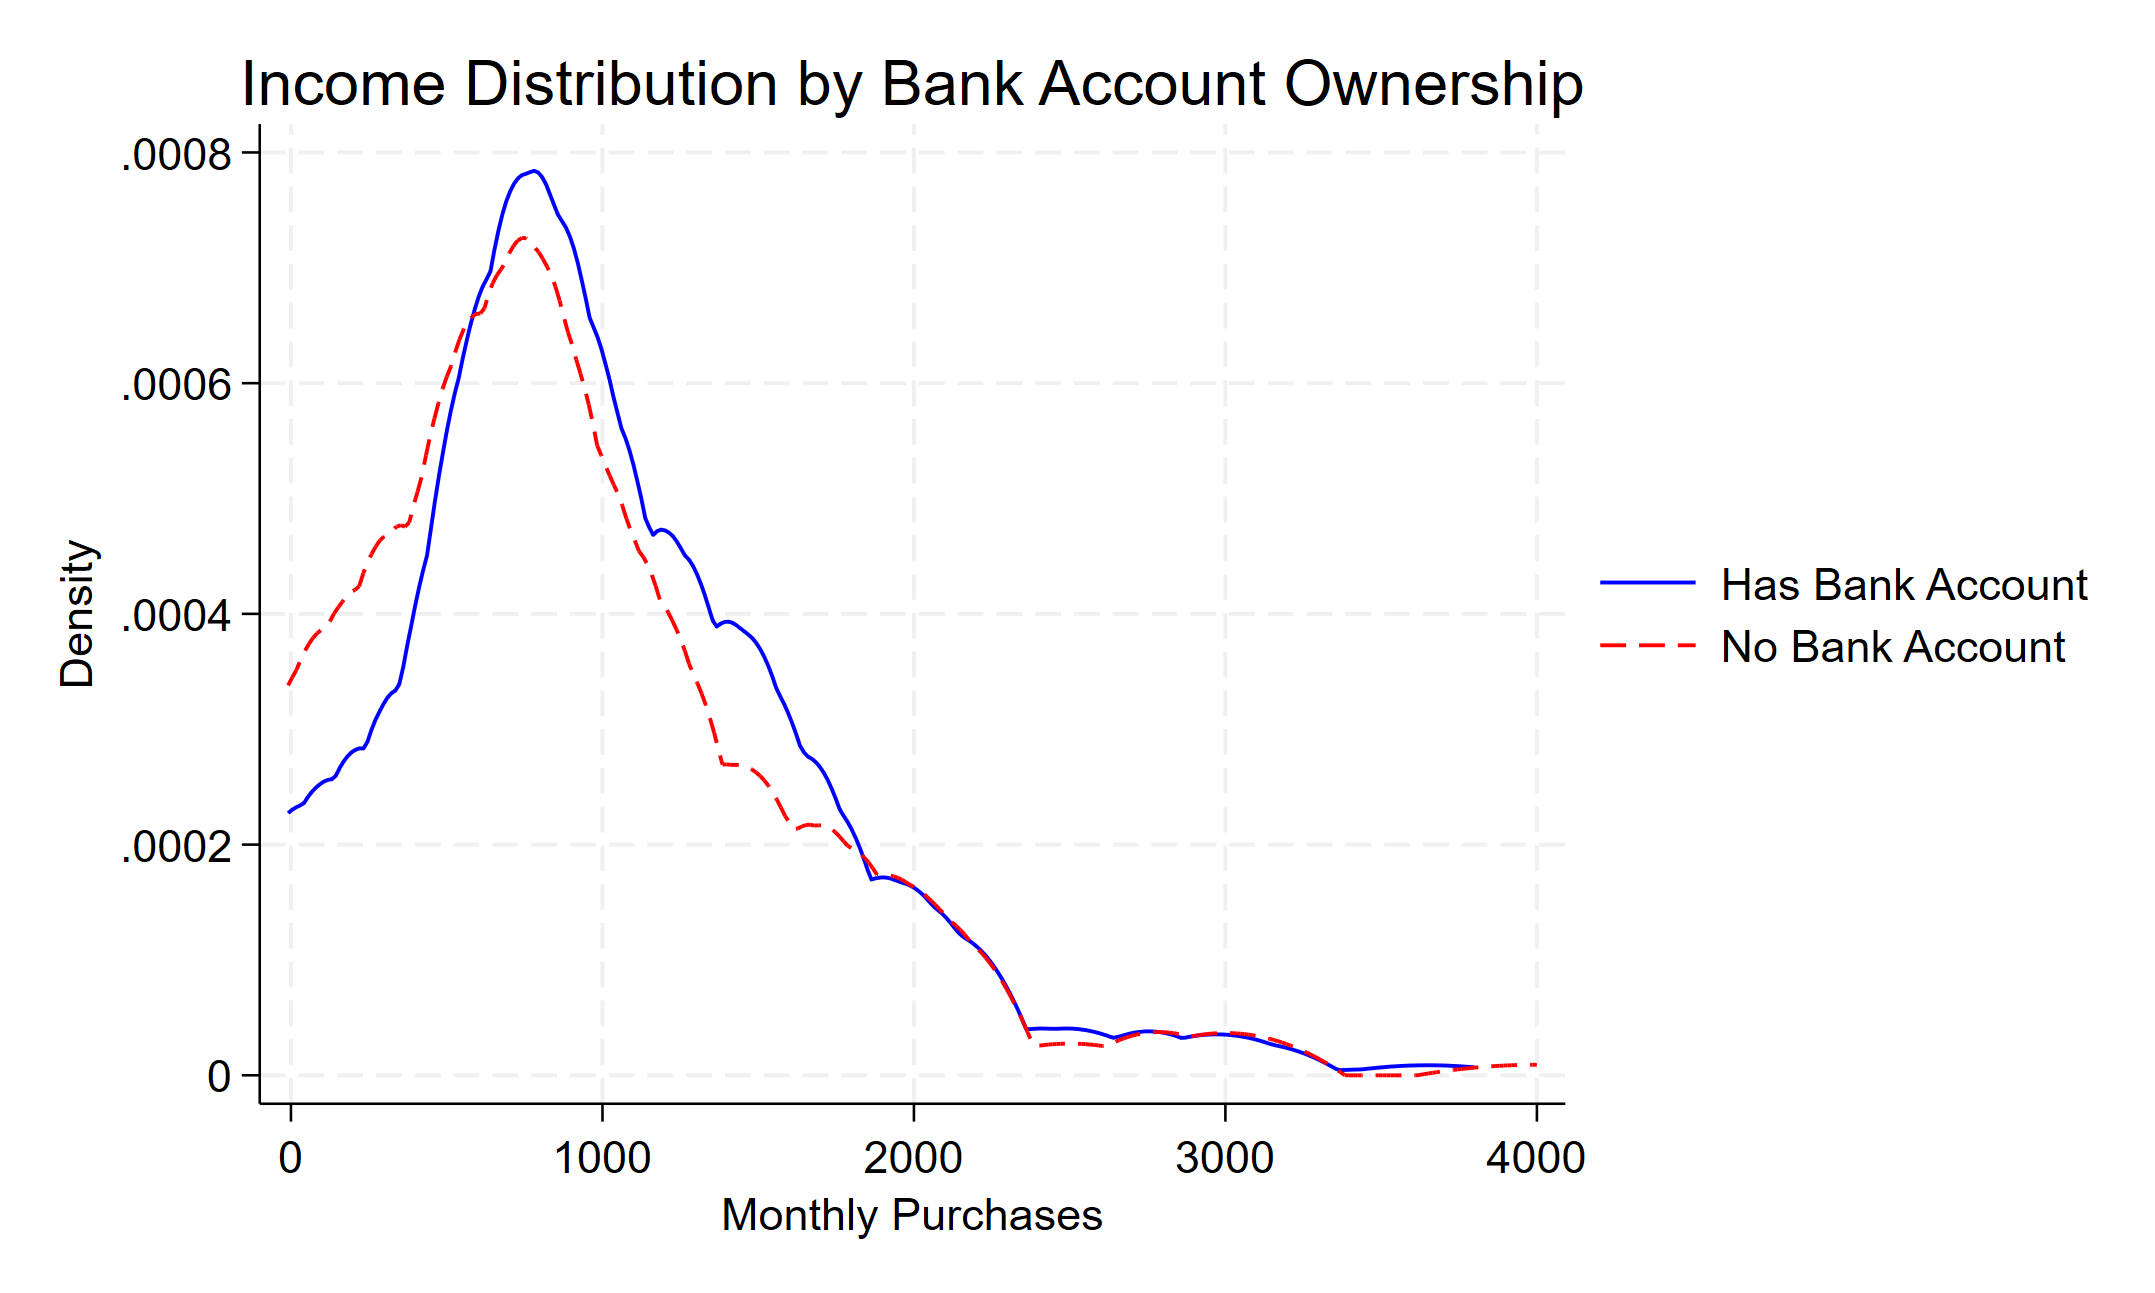 Income Distribution by Bank Account Ownership
.0008
.0006
.0004
.0002
0
Density
0 1000 2000 3000 4000
Monthly Purchases
Has Bank Account
No Bank Account